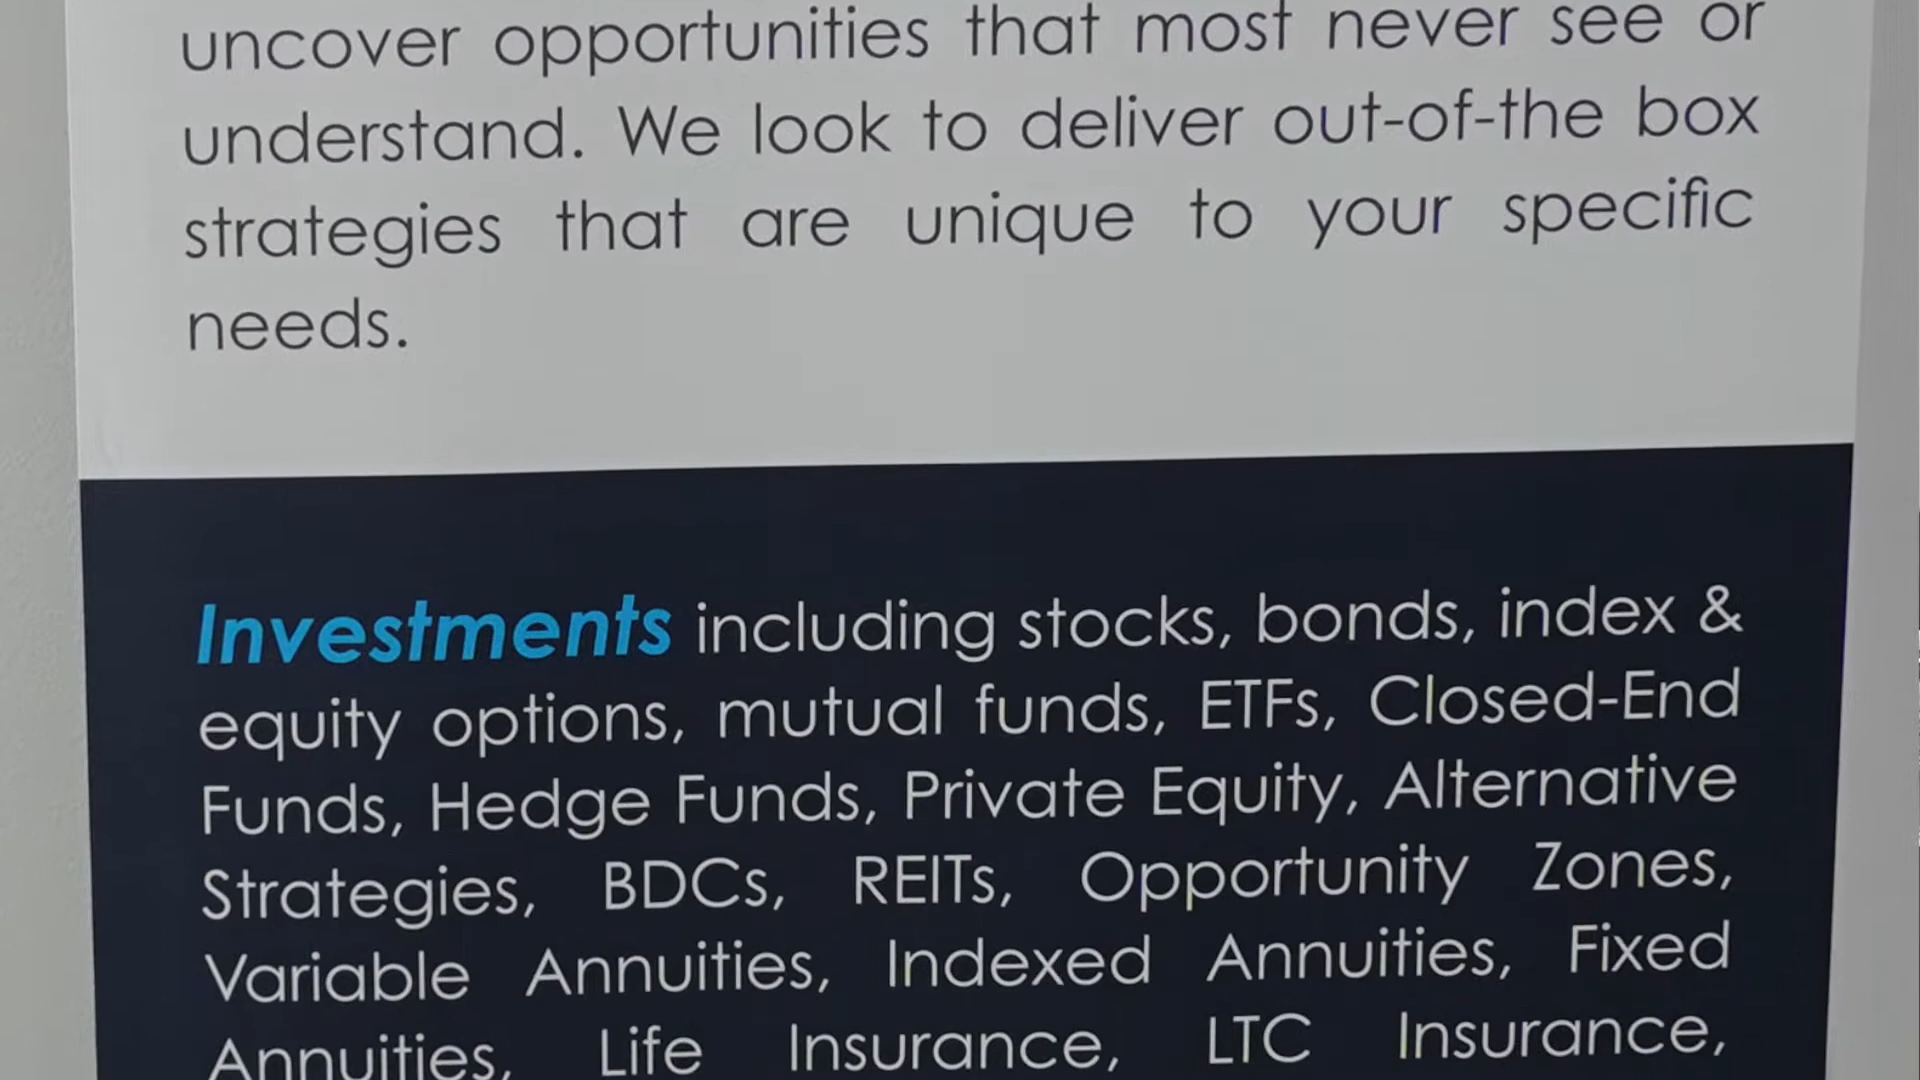 uncover opportunities that most never see or
understand. We look to deliver out-of-the box
strategies that are unique to your specific
needs.
Investments including stocks, bonds, index &
equity options, mutual funds, ETFs, Closed-End
Funds, Hedge Funds, Private Equity, Alternative
Strategies, BDCs, REITs, Opportunity Zones,
Variable Annuities, Indexed Annuities, Fixed
Annuities, Life Insurance, LTC Insurance,